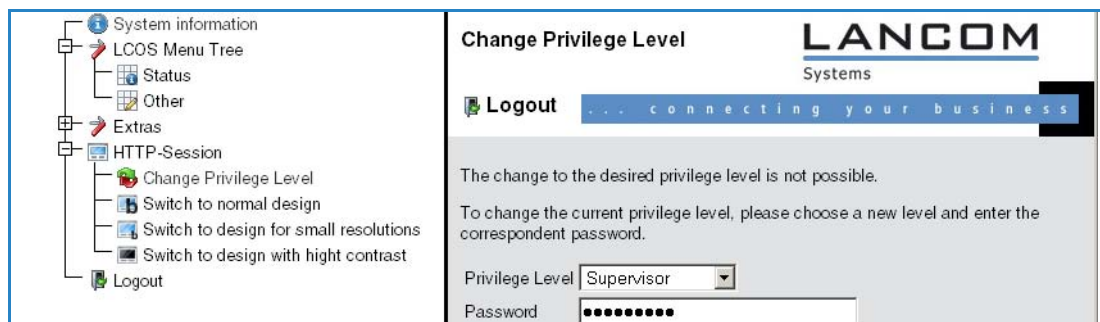 System information
LCOS Menu Tree
Status
Other
Extras
HTTP-Session
Change Privilege Level
Switch to normal design
Switch to design for small resolutions
Switch to design with hight contrast
Logout
Change Privilege Level
LANCOM
Systems
Logout
... connecting your business
The change to the desired privilege level is not possible.
To change the current privilege level, please choose a new level and enter the
correspondent password.
Privilege Level Supervisor
Password ●●●●●●●●●